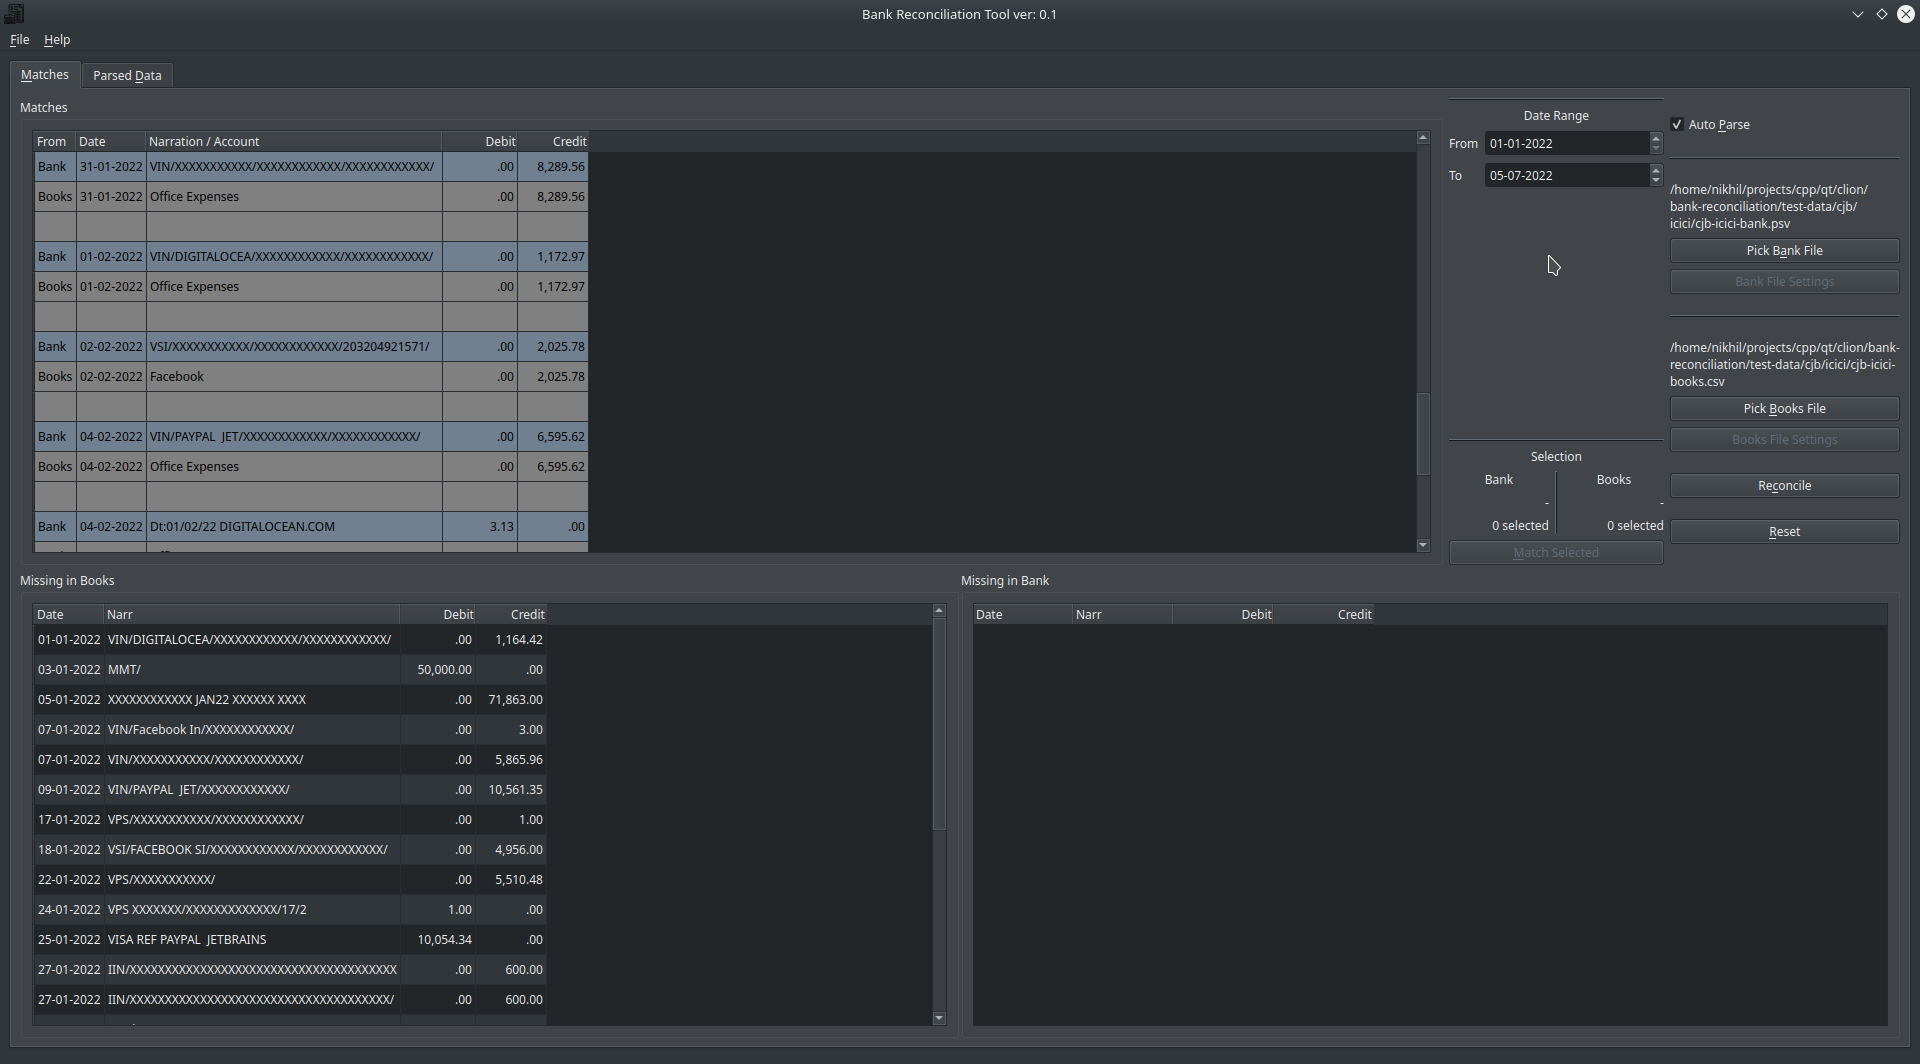 Bank Reconciliation Tool ver: 0.1
File Help
Matches Parsed Data
Matches
From Date Narration / Account Debit Credit
Bank 31-01-2022 VIN/XXXXXXXXXXX/XXXXXXXXXXXX/XXXXXXXXXXXX/ .00 8,289.56
Books 31-01-2022 Office Expenses .00 8,289.56
Bank 01-02-2022 VIN/DIGITALOCEA/XXXXXXXXXXXX/XXXXXXXXXXXX/ .00 1,172.97
Books 01-02-2022 Office Expenses .00 1,172.97
Bank 02-02-2022 VSI/XXXXXXXXXXX/XXXXXXXXXXXX/203204921571/ .00 2,025.78
Books 02-02-2022 Facebook .00 2,025.78
Bank 04-02-2022 VIN/PAYPAL  JET/XXXXXXXXXXXX/XXXXXXXXXXXX/ .00 6,595.62
Books 04-02-2022 Office Expenses .00 6,595.62
Bank 04-02-2022 Dt:01/02/22 DIGITALOCEAN.COM 3.13 .00
Date Range
From 01-01-2022
To 05-07-2022
Selection
Bank Books
- -
0 selected 0 selected
Match Selected
Auto Parse
/home/nikhil/projects/cpp/qt/clion/
bank-reconciliation/test-data/cjb/
icici/cjb-icici-bank.psv
Pick Bank File
Bank File Settings
/home/nikhil/projects/cpp/qt/clion/bank-
reconciliation/test-data/cjb/icici/cjb-icici-
books.csv
Pick Books File
Books File Settings
Reconcile
Reset
Missing in Books
Date Narr Debit Credit
01-01-2022 VIN/DIGITALOCEA/XXXXXXXXXXXX/XXXXXXXXXXXX/ .00 1,164.42
03-01-2022 MMT/ 50,000.00 .00
05-01-2022 XXXXXXXXXXXX JAN22 XXXXXX XXXX .00 71,863.00
07-01-2022 VIN/Facebook In/XXXXXXXXXXXX/ .00 3.00
07-01-2022 VIN/XXXXXXXXXXX/XXXXXXXXXXXX/ .00 5,865.96
09-01-2022 VIN/PAYPAL  JET/XXXXXXXXXXXX/ .00 10,561.35
17-01-2022 VPS/XXXXXXXXXXX/XXXXXXXXXXXX/ .00 1.00
18-01-2022 VSI/FACEBOOK SI/XXXXXXXXXXXX/XXXXXXXXXXXX/ .00 4,956.00
22-01-2022 VPS/XXXXXXXXXXX/ .00 5,510.48
24-01-2022 VPS XXXXXXX/XXXXXXXXXXXXX/17/2 1.00 .00
25-01-2022 VISA REF PAYPAL  JETBRAINS 10,054.34 .00
27-01-2022 IIN/XXXXXXXXXXXXXXXXXXXXXXXXXXXXXXXXXXXXXX .00 600.00
27-01-2022 IIN/XXXXXXXXXXXXXXXXXXXXXXXXXXXXXXXXXXXXX/ .00 600.00
Missing in Bank
Date Narr Debit Credit